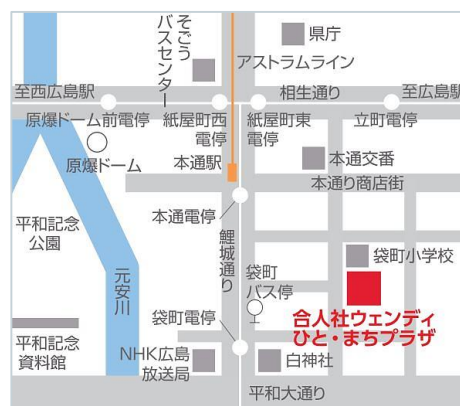 そごう
バスセンター
県庁
アストラムライン
至西広島駅
相生通り
至広島駅
原爆ドーム前電停
紙屋町西
電停
紙屋町東
電停
立町電停
原爆ドーム
本通駅
本通交番
本通り商店街
平和記念
公園
本通電停
鯉城通り
元安川
袋町
バス停
袋町小学校
合人社ウェンディ
ひと・まちプラザ
袋町電停
平和記念
資料館
NHK広島
放送局
白神社
平和大通り